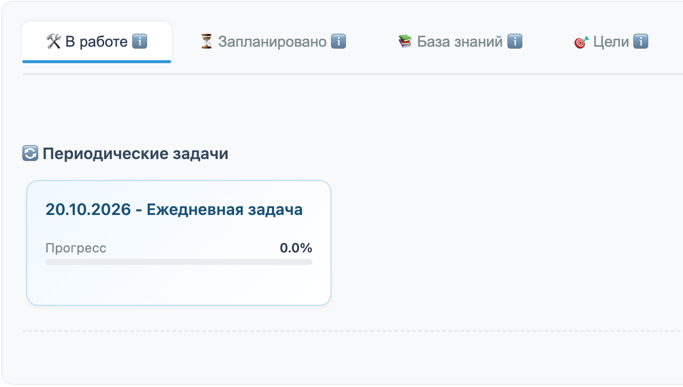 🛠 В работе ℹ️ ⏳ Запланировано ℹ️ 📚 База знаний ℹ️ 🎯 Цели ℹ️
🔄 Периодические задачи
20.10.2026 - Ежедневная задача
Прогресс 0.0%